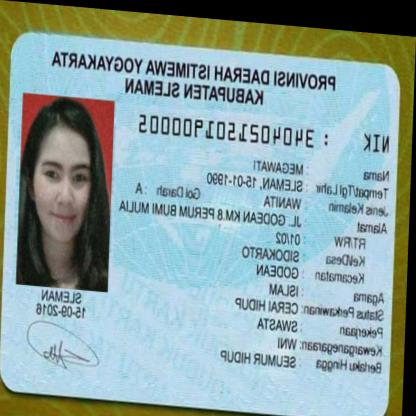 PROVINSI DAERAH ISTIMEWA YOGYAKARTA
KABUPATEN SLEMAN
NIK : 3404021501900005
Nama : MEGAWATI
Tempat/Tgl Lahir : SLEMAN, 15-01-1990
Jenis Kelamin : WANITA Gol Darah : A
Alamat : JL. GODEAN KM.8 PERUM BUMI MULIA
RT/RW : 01/02
Kel/Desa : SIDOKARTO
Kecamatan : GODEAN
Agama : ISLAM
Status Perkawinan: CERAI HIDUP
Pekerjaan : SWASTA
Kewarganegaraan: WNI
Berlaku Hingga : SEUMUR HIDUP
SLEMAN
15-09-2016